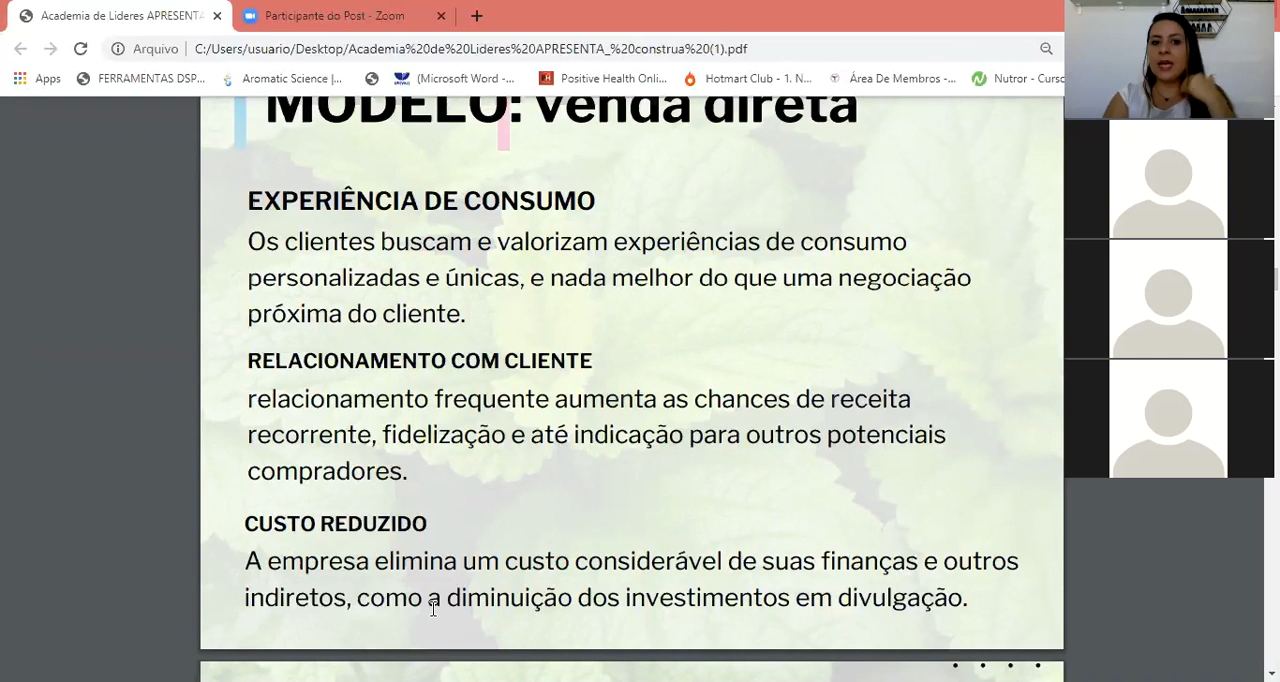 Academia de Lideres APRESENTA
Participante do Post - Zoom
Arquivo
C:/Users/usuario/Desktop/Academia%20de%20Lideres%20APRESENTA_%20construa%20(1).pdf
Apps
FERRAMENTAS DSP...
Aromatic Science |...
(Microsoft Word -...
Positive Health Onli...
Hotmart Club - 1. N...
Área De Membros -...
Nutror - Curso
MODELO: venda direta
EXPERIÊNCIA DE CONSUMO
Os clientes buscam e valorizam experiências de consumo
personalizadas e únicas, e nada melhor do que uma negociação
próxima do cliente.
RELACIONAMENTO COM CLIENTE
relacionamento frequente aumenta as chances de receita
recorrente, fidelização e até indicação para outros potenciais
compradores.
CUSTO REDUZIDO
A empresa elimina um custo considerável de suas finanças e outros
indiretos, como a diminuição dos investimentos em divulgação.